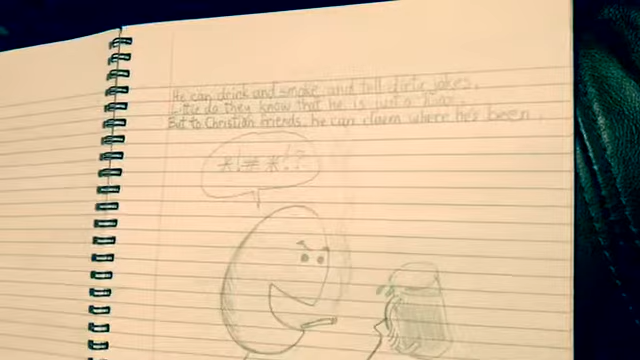 He can drink and smoke, and tell dirty jokes,
Little do they know that he is just a hoax.
But to Christian friends, he can claim where he's been.
*!#*!?